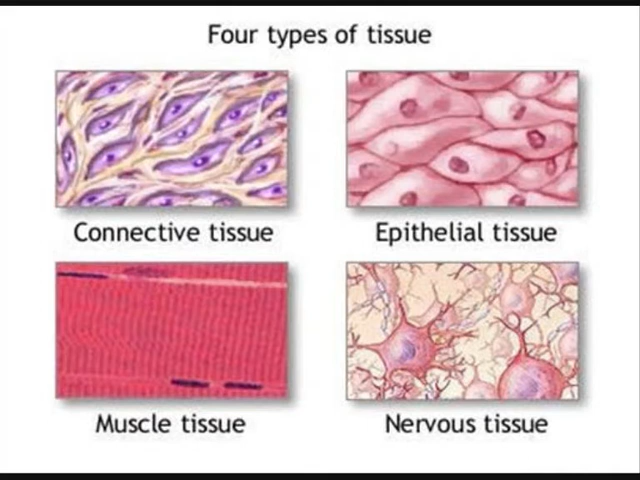 Four types of tissue
Connective tissue
Epithelial tissue
Muscle tissue
Nervous tissue